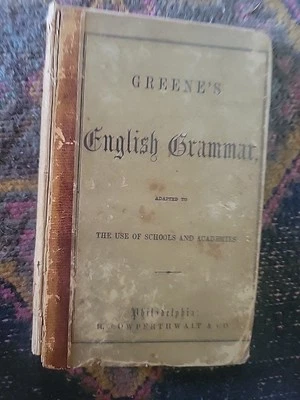 GREENE'S
English Grammar,
ADAPTED TO
THE USE OF SCHOOLS AND ACADEMIES
Philadelphia
H. COWPERTHWAIT & CO.